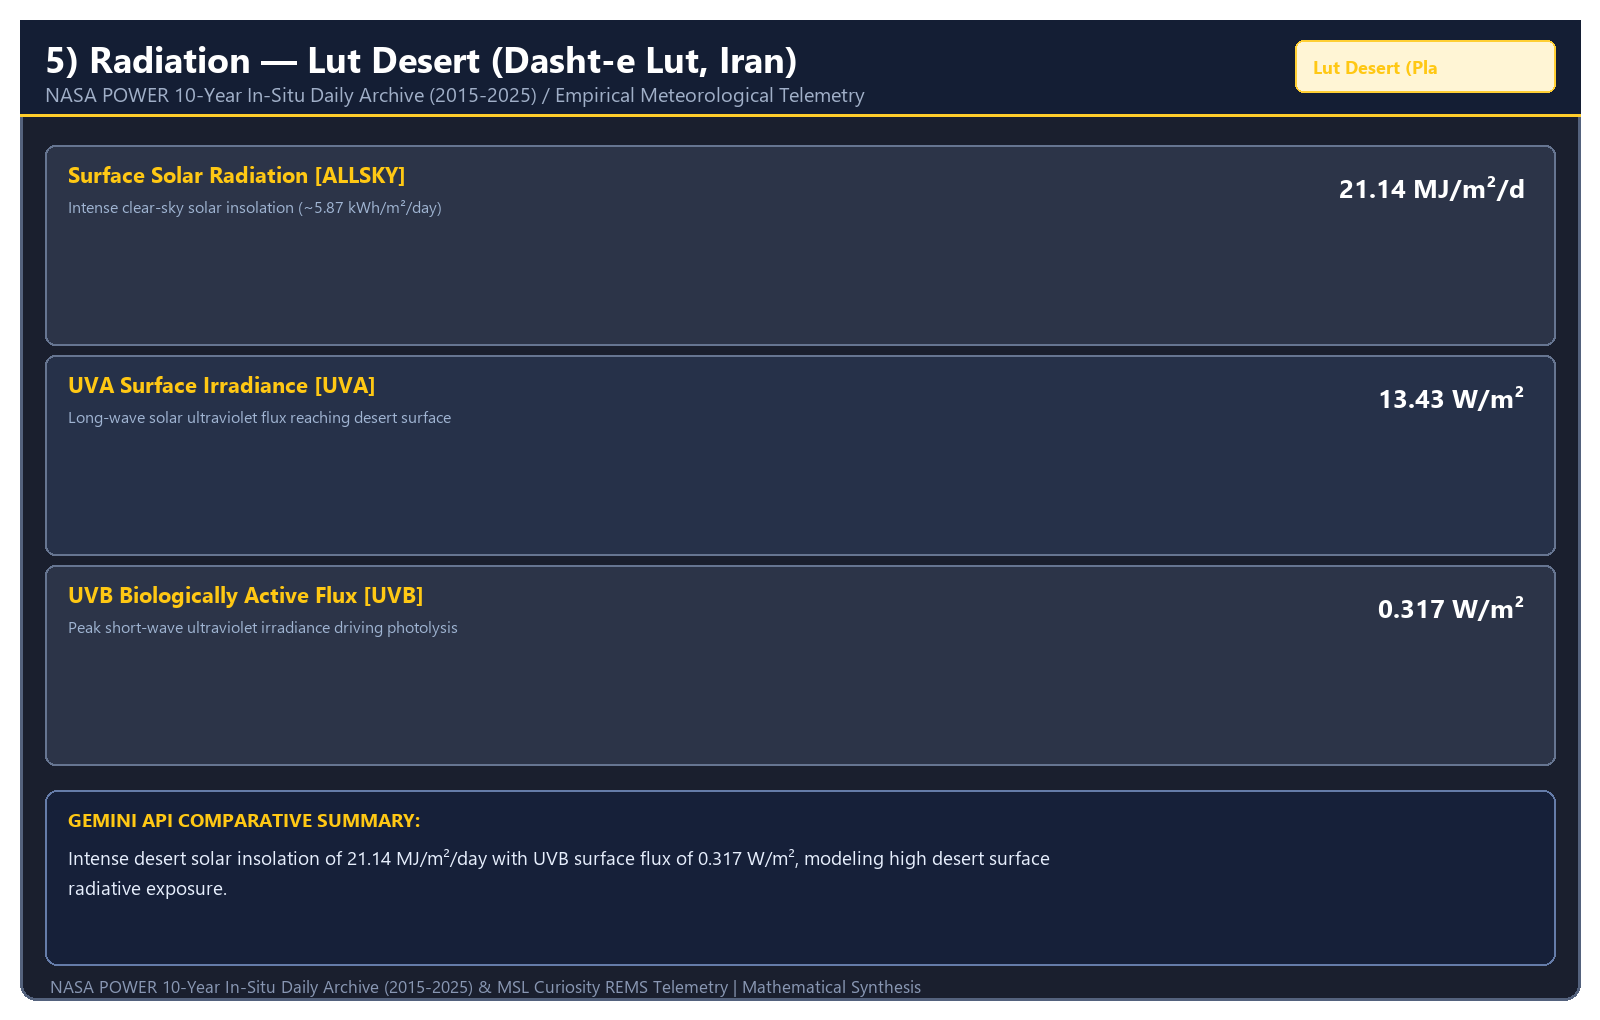 5) Radiation — Lut Desert (Dasht-e Lut, Iran)
NASA POWER 10-Year In-Situ Daily Archive (2015-2025) / Empirical Meteorological Telemetry
Lut Desert (Pla
Surface Solar Radiation [ALLSKY]
Intense clear-sky solar insolation (~5.87 kWh/m²/day)
21.14 MJ/m²/d
UVA Surface Irradiance [UVA]
Long-wave solar ultraviolet flux reaching desert surface
13.43 W/m²
UVB Biologically Active Flux [UVB]
Peak short-wave ultraviolet irradiance driving photolysis
0.317 W/m²
GEMINI API COMPARATIVE SUMMARY:
Intense desert solar insolation of 21.14 MJ/m²/day with UVB surface flux of 0.317 W/m², modeling high desert surface
radiative exposure.
NASA POWER 10-Year In-Situ Daily Archive (2015-2025) & MSL Curiosity REMS Telemetry | Mathematical Synthesis